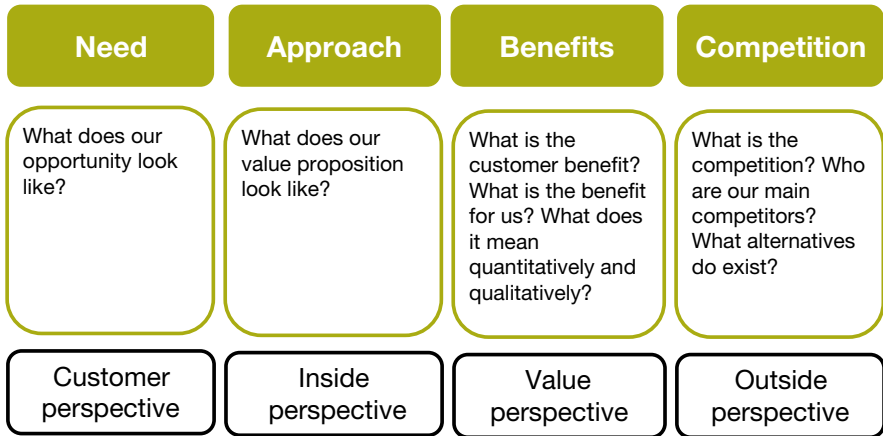 Need
Approach
Benefits
Competition
What does our
opportunity look
like?
What does our
value proposition
look like?
What is the
customer benefit?
What is the benefit
for us? What does
it mean
quantitatively and
qualitatively?
What is the
competition? Who
are our main
competitors?
What alternatives
do exist?
Customer
perspective
Inside
perspective
Value
perspective
Outside
perspective